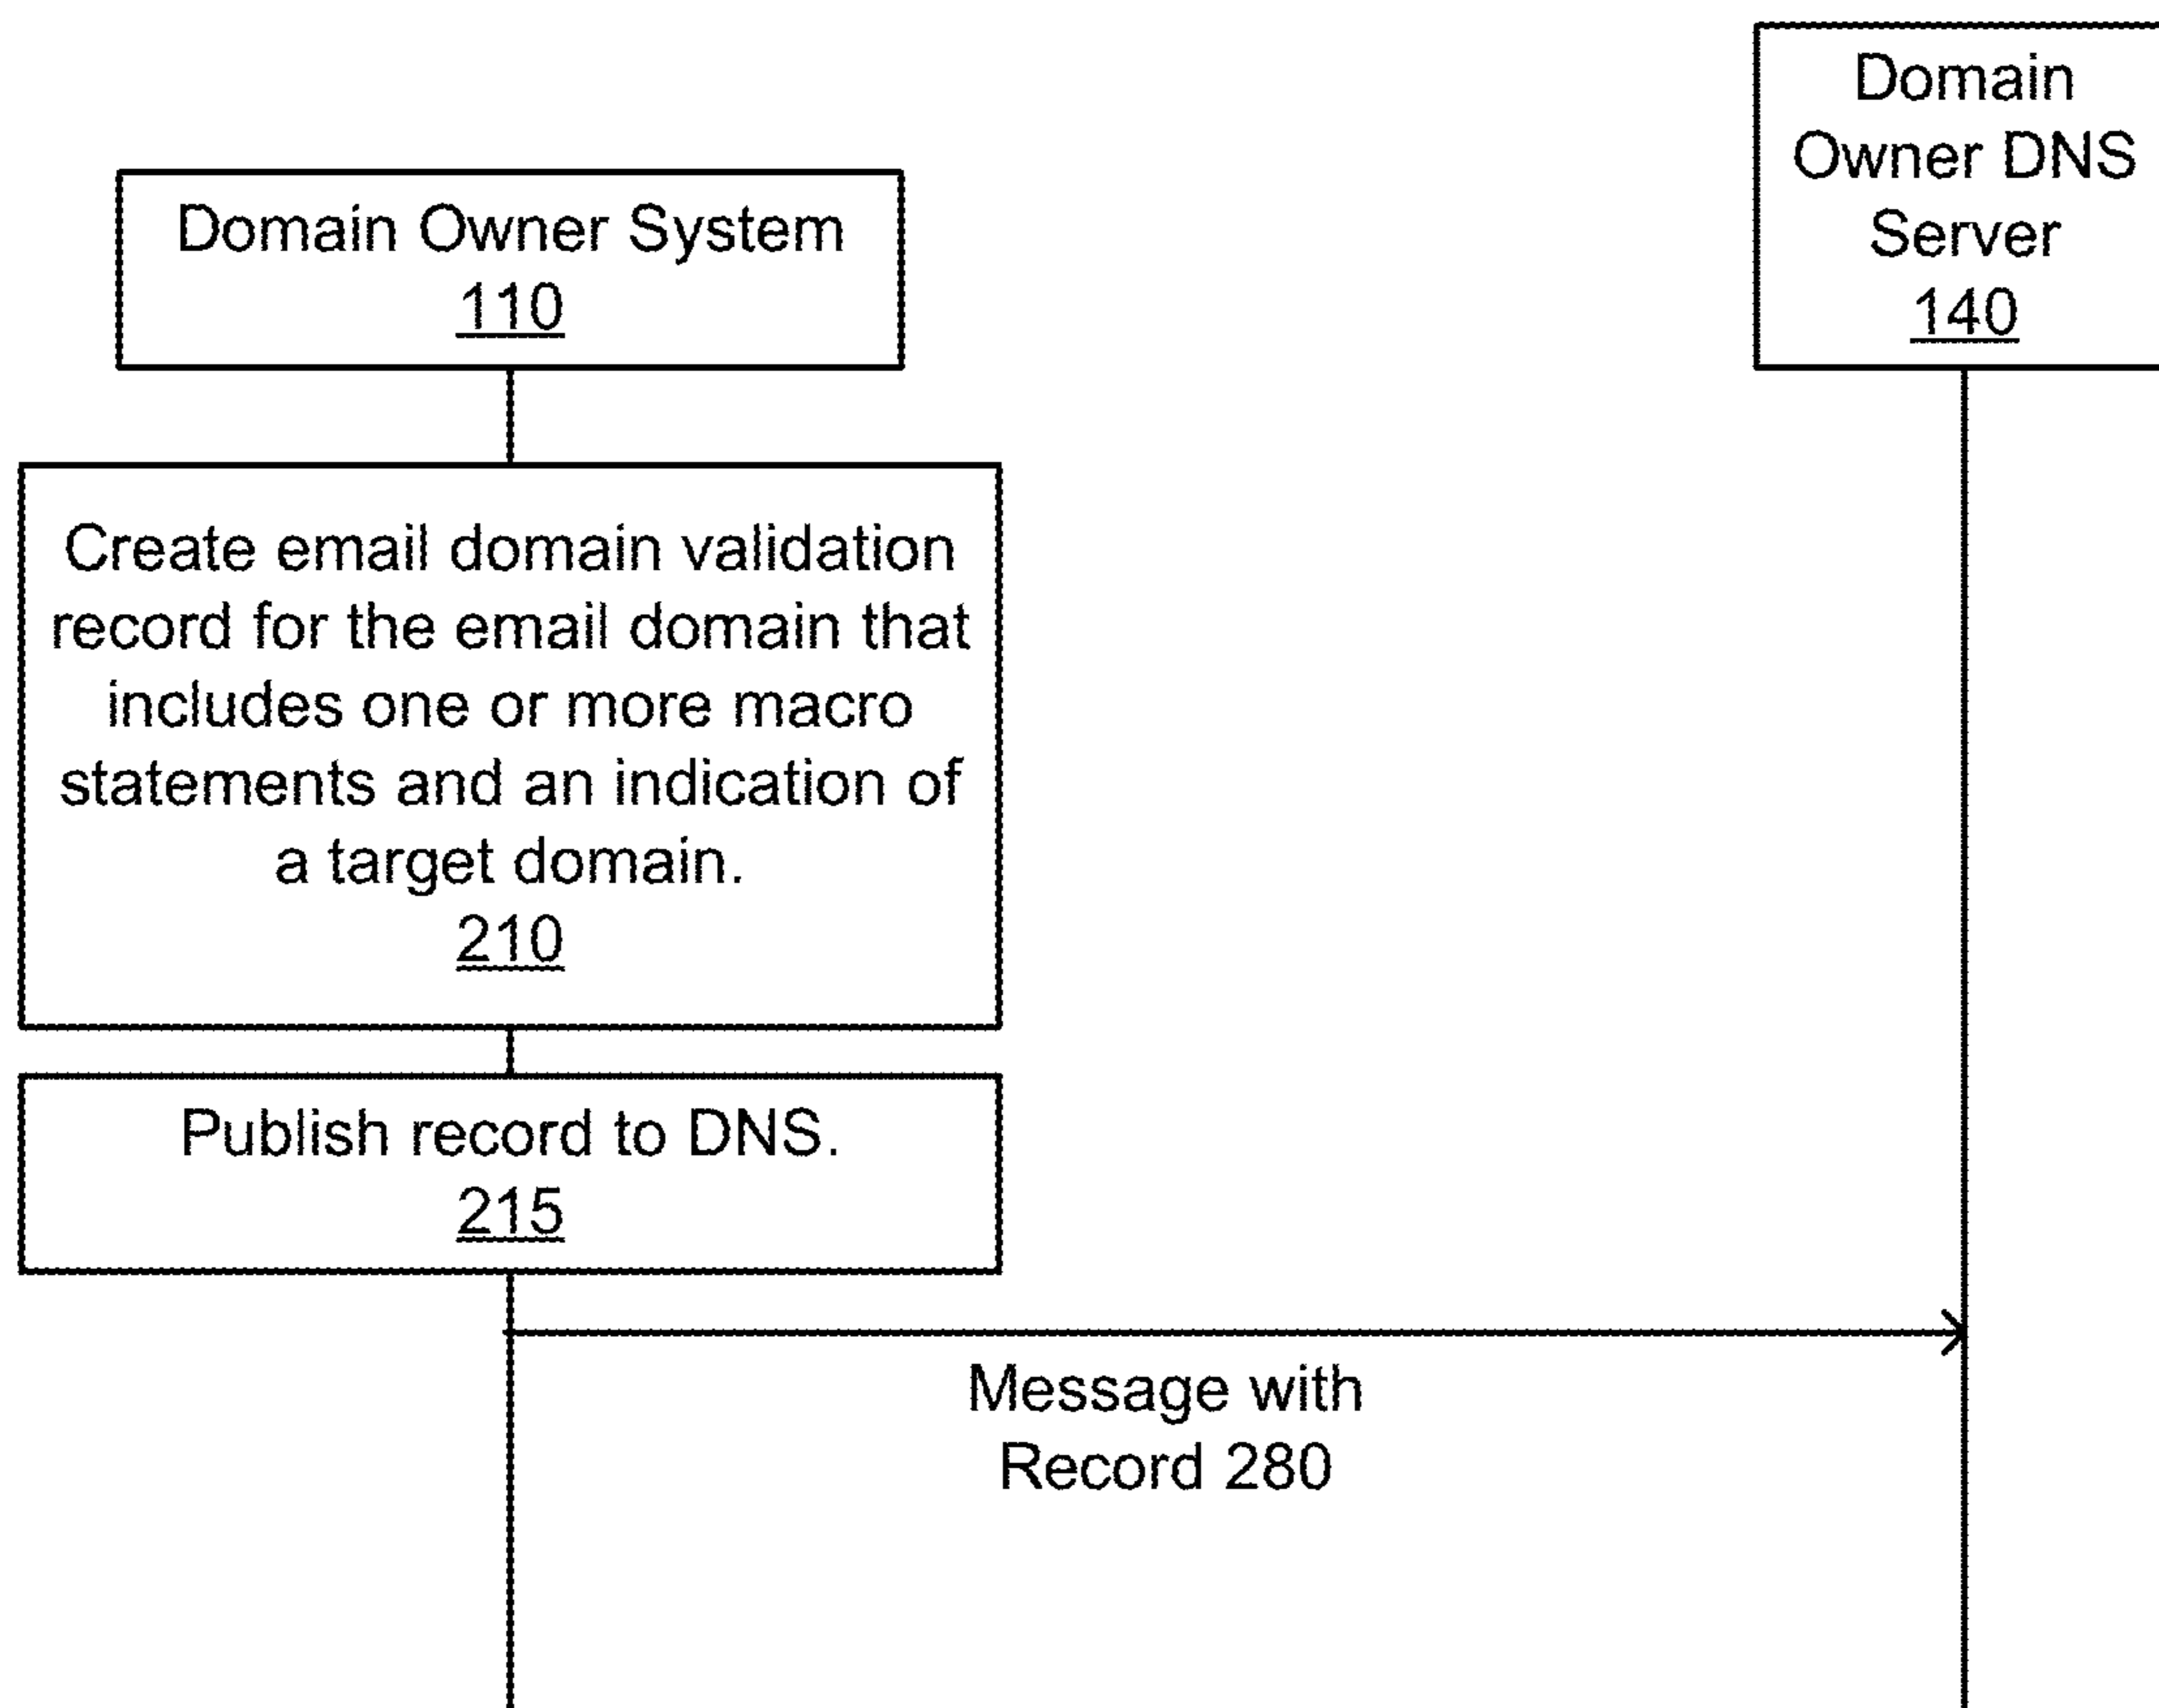 Domain Owner System
110
Domain
Owner DNS
Server
140
Create email domain validation
record for the email domain that
includes one or more macro
statements and an indication of
a target domain.
210
Publish record to DNS.
215
Message with
Record 280